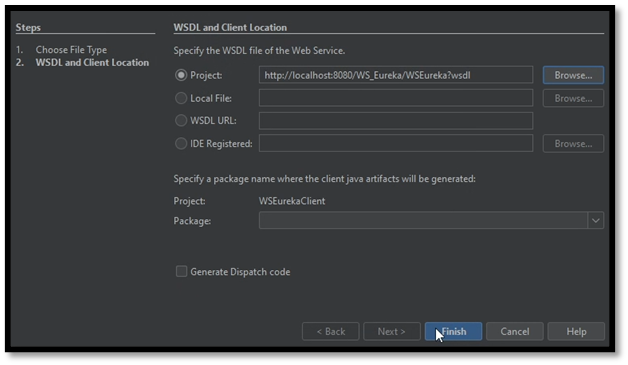 Steps
1. Choose File Type
2. WSDL and Client Location
WSDL and Client Location
Specify the WSDL file of the Web Service.
Project: http://localhost:8080/WS_Eureka/WSEureka?wsdl Browse...
Local File: Browse...
WSDL URL:
IDE Registered: Browse...
Specify a package name where the client java artifacts will be generated:
Project: WSEurekaClient
Package:
Generate Dispatch code
< Back Next > Finish Cancel Help